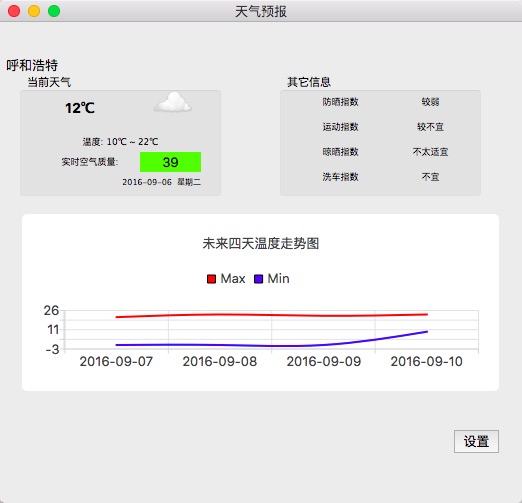 天气预报
呼和浩特
当前天气
12℃
温度: 10℃ ~ 22℃
实时空气质量:
39
2016-09-06 星期二
其它信息
防晒指数 较弱
运动指数 较不宜
晾晒指数 不太适宜
洗车指数 不宜
未来四天温度走势图
Max Min
26
11
-3
2016-09-07 2016-09-08 2016-09-09 2016-09-10
设置